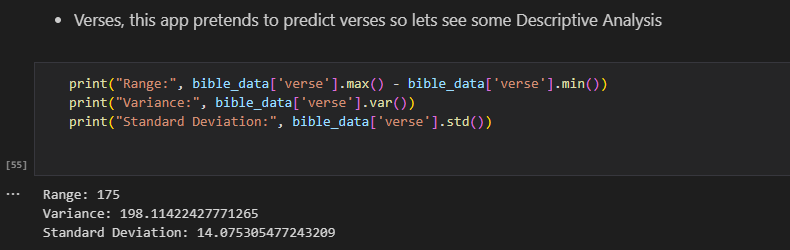 • Verses, this app pretends to predict verses so lets see some Descriptive Analysis
print("Range:", bible_data['verse'].max() - bible_data['verse'].min())
print("Variance:", bible_data['verse'].var())
print("Standard Deviation:", bible_data['verse'].std())
[55]
... Range: 175
Variance: 198.11422427771265
Standard Deviation: 14.075305477243209